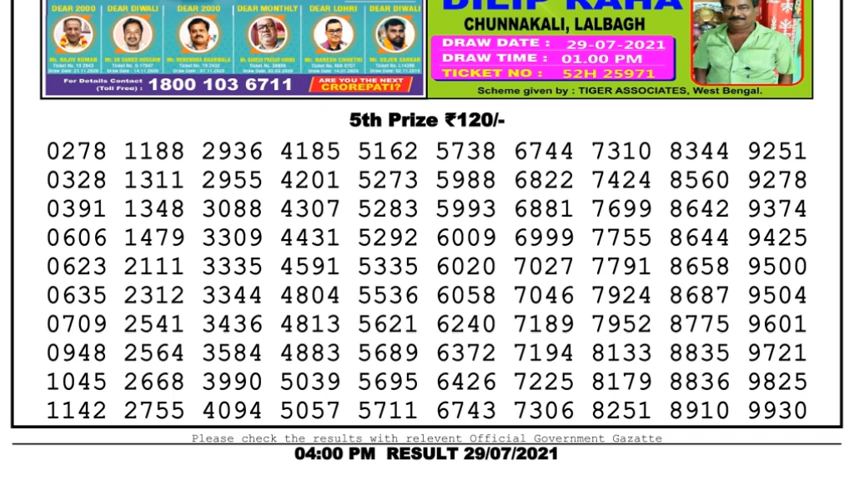 DEAR 2000 DEAR DIWALI DEAR 2000 DEAR MONTHLY DEAR LOHRI DEAR DIWALI
For Details Contact
(Toll Free) : 1800 103 6711
ARE YOU THE NEXT
CROREPATI?
DILIP RAHA
CHUNNAKALI, LALBAGH
DRAW DATE : 29-07-2021
DRAW TIME : 01.00 PM
TICKET NO : 52H 25971
Scheme given by : TIGER ASSOCIATES, West Bengal.
5th Prize ₹120/-
0278 1188 2936 4185 5162 5738 6744 7310 8344 9251
0328 1311 2955 4201 5273 5988 6822 7424 8560 9278
0391 1348 3088 4307 5283 5993 6881 7699 8642 9374
0606 1479 3309 4431 5292 6009 6999 7755 8644 9425
0623 2111 3335 4591 5335 6020 7027 7791 8658 9500
0635 2312 3344 4804 5536 6058 7046 7924 8687 9504
0709 2541 3436 4813 5621 6240 7189 7952 8775 9601
0948 2564 3584 4883 5689 6372 7194 8133 8835 9721
1045 2668 3990 5039 5695 6426 7225 8179 8836 9825
1142 2755 4094 5057 5711 6743 7306 8251 8910 9930
Please check the results with relevent Official Government Gazatte
04:00 PM RESULT 29/07/2021